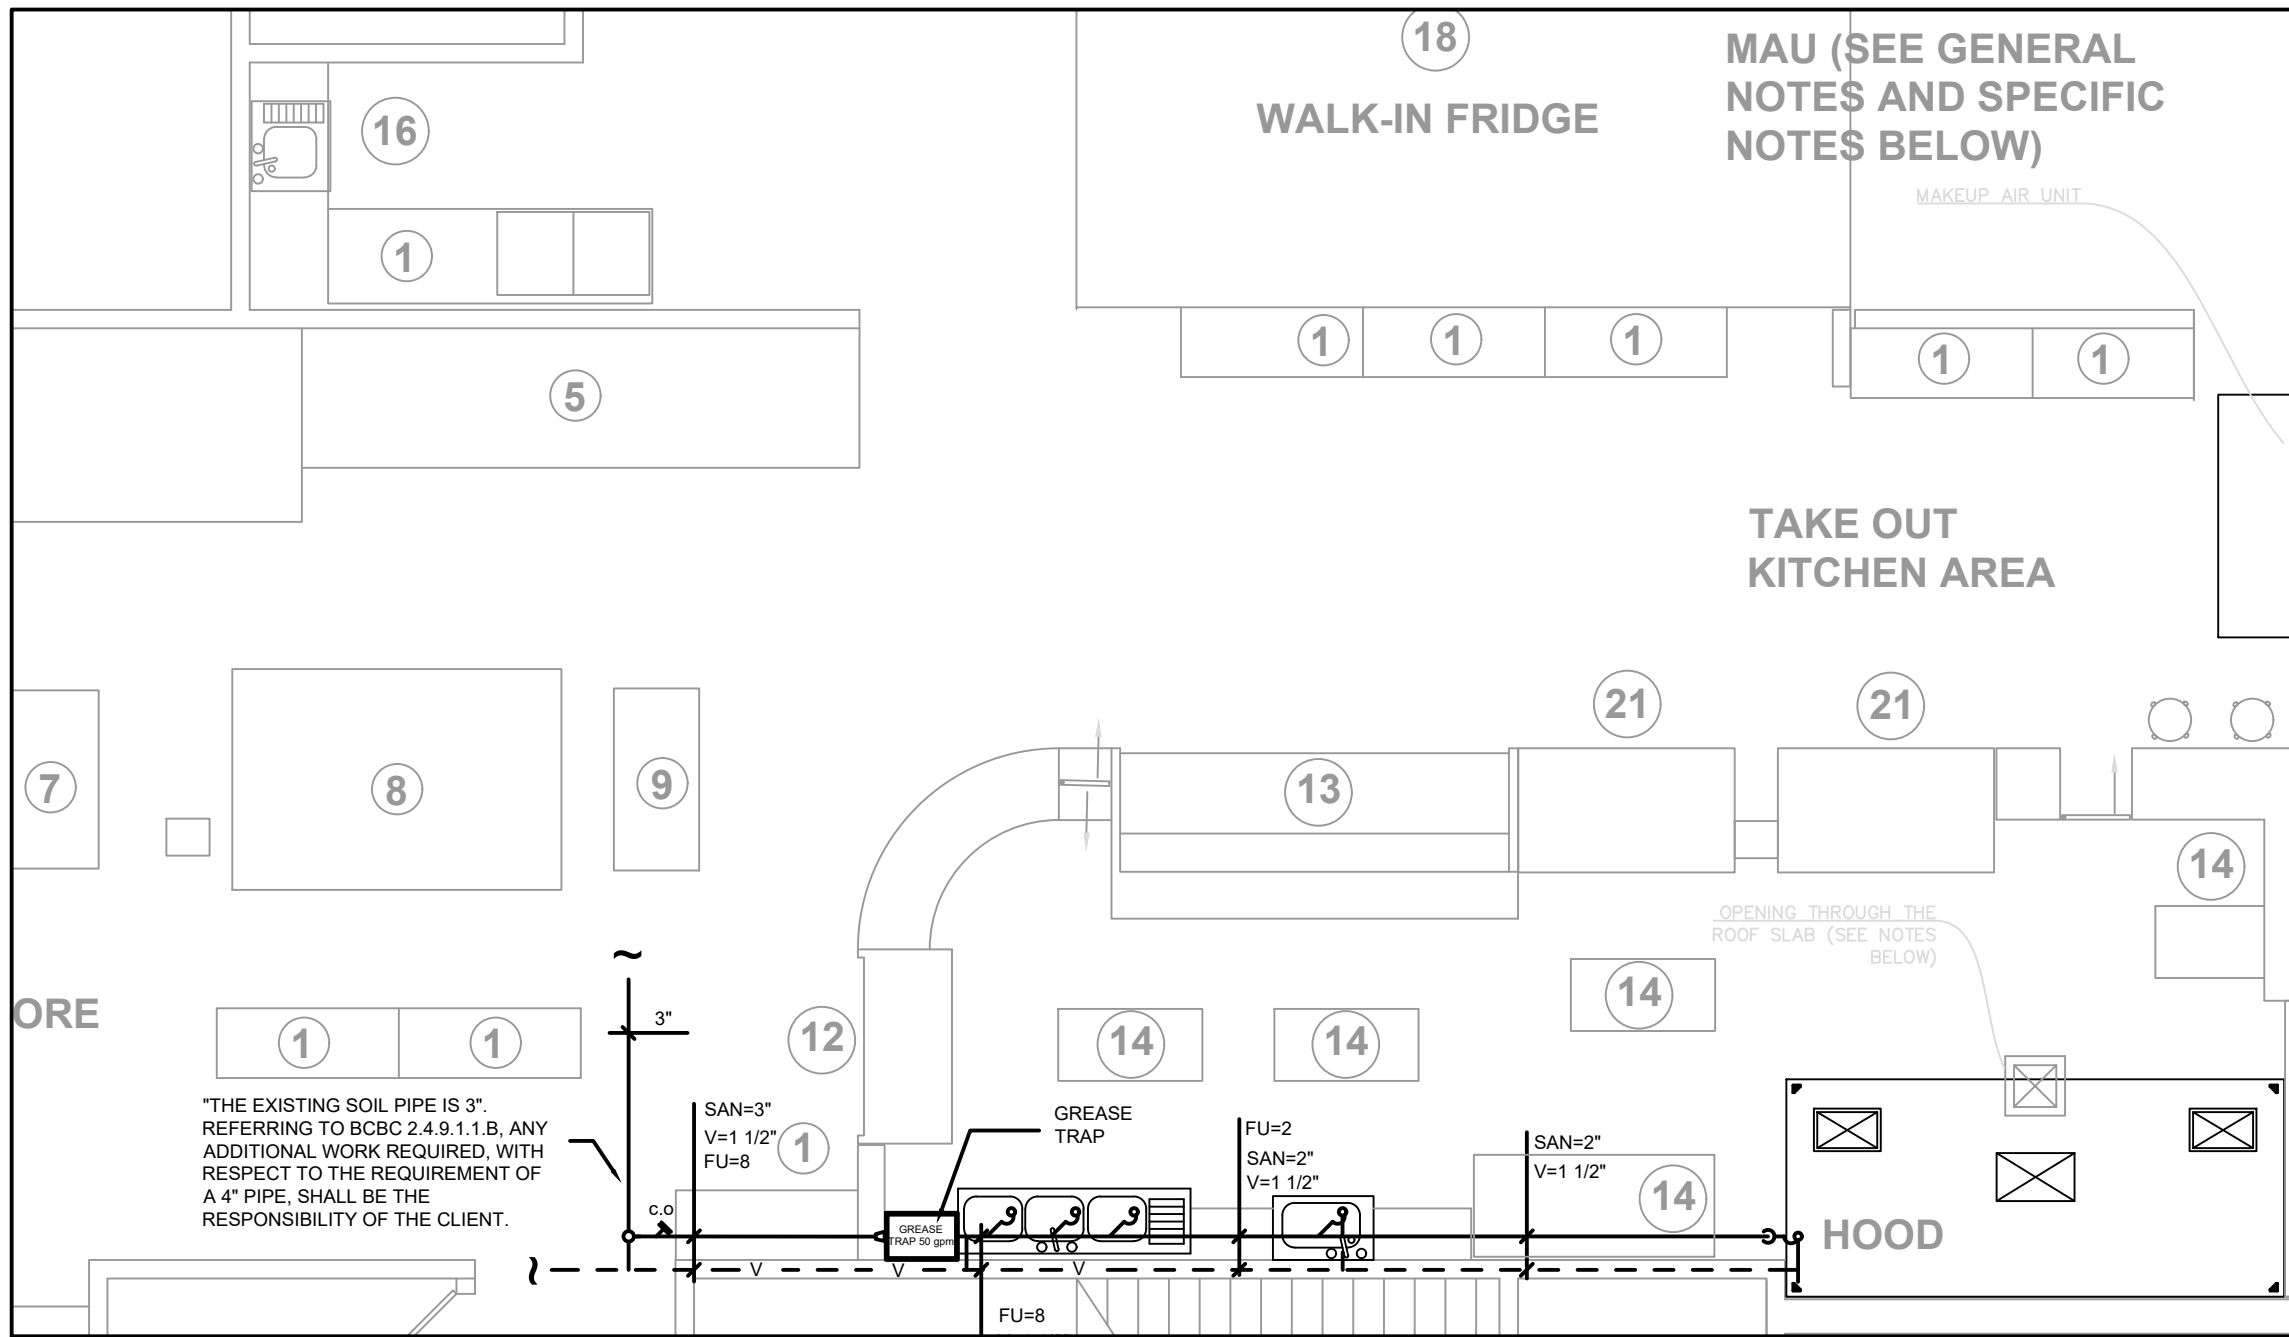 18
WALK-IN FRIDGE
MAU (SEE GENERAL
NOTES AND SPECIFIC
NOTES BELOW)
MAKEUP AIR UNIT
16
1
5
1
1
1
1
1
TAKE OUT
KITCHEN AREA
7
8
9
13
21
21
14
OPENING THROUGH THE
ROOF SLAB (SEE NOTES
BELOW)
ORE
1
1
3"
12
14
14
14
"THE EXISTING SOIL PIPE IS 3".
REFERRING TO BCBC 2.4.9.1.1.B, ANY
ADDITIONAL WORK REQUIRED, WITH
RESPECT TO THE REQUIREMENT OF
A 4" PIPE, SHALL BE THE
RESPONSIBILITY OF THE CLIENT.
c.o
SAN=3"
V=1 1/2"
FU=8
1
GREASE
TRAP
GREASE
TRAP 50 gpm
FU=2
SAN=2"
V=1 1/2"
SAN=2"
V=1 1/2"
14
HOOD
V
V
V
FU=8